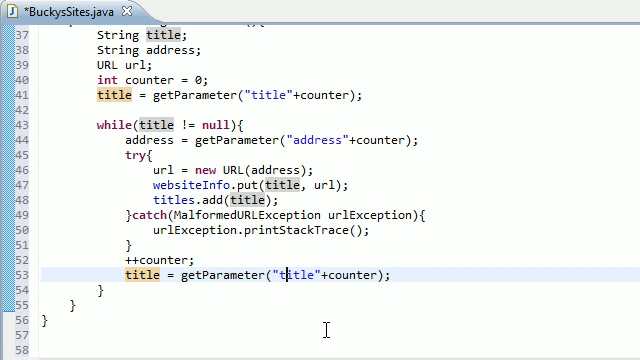 *BuckysSites.java
37 String title;
38 String address;
39 URL url;
40 int counter = 0;
41 title = getParameter("title"+counter);
42
43 while(title != null){
44 address = getParameter("address"+counter);
45 try{
46 url = new URL(address);
47 websiteInfo.put(title, url);
48 titles.add(title);
49 }catch(MalformedURLException urlException){
50 urlException.printStackTrace();
51 }
52 ++counter;
53 title = getParameter("title"+counter);
54 }
55 }
56 }
57
58